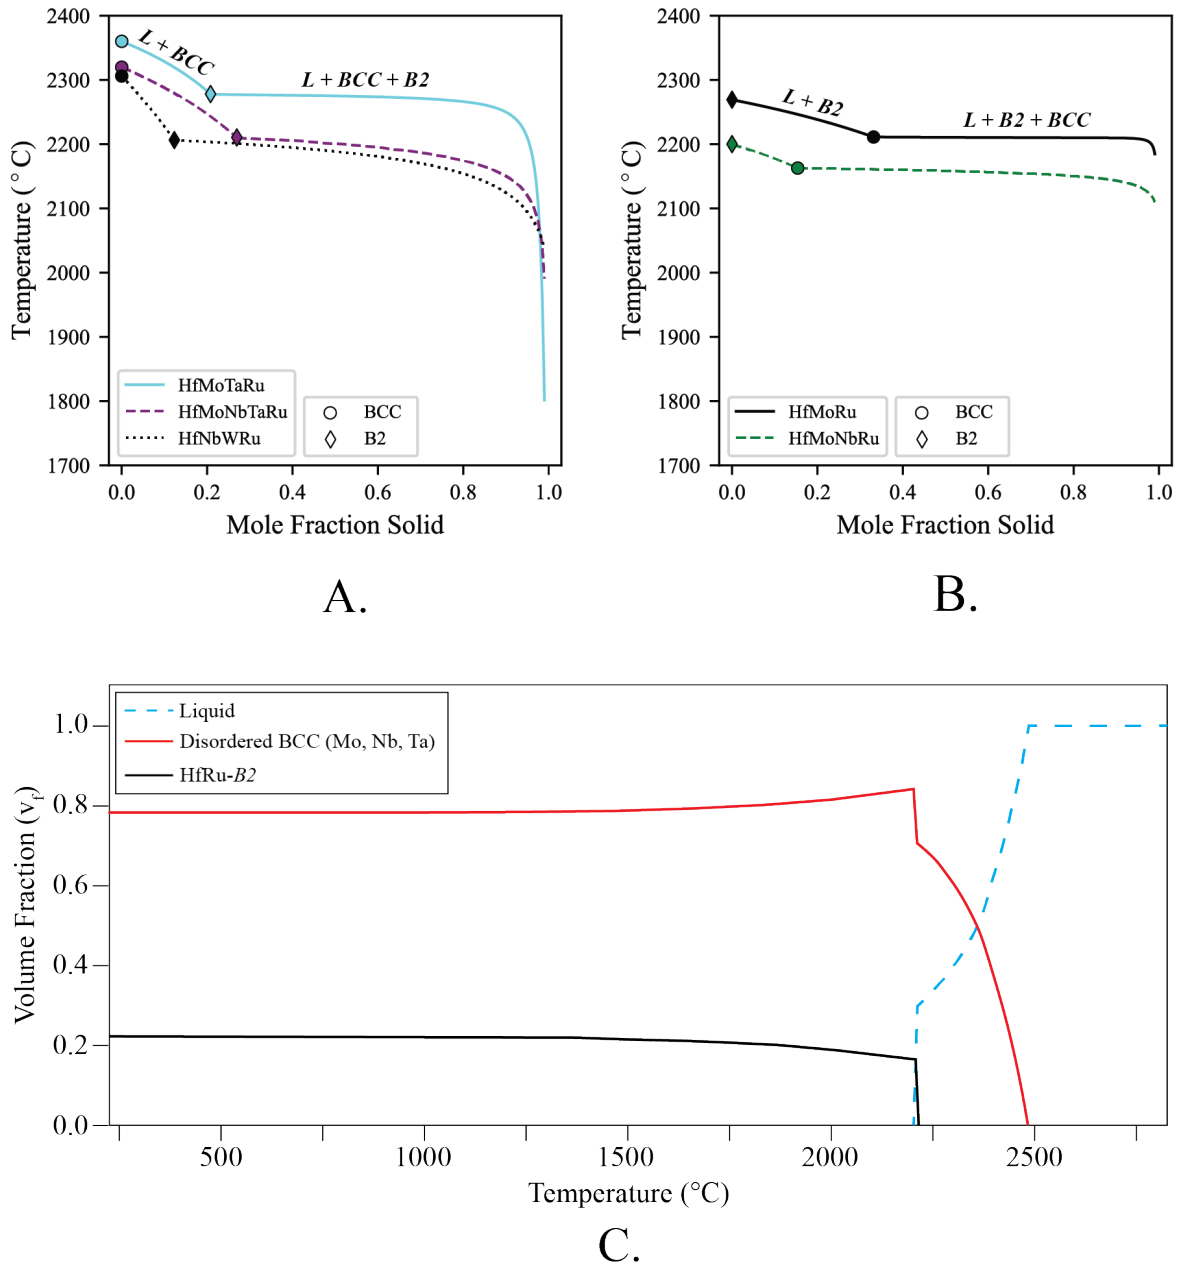 2400
2300
2200
2100
2000
1900
1800
1700
Temperature ( ° C)
L + BCC
L + BCC + B2
HfMoTaRu
HfMoNbTaRu
HfNbWRu
BCC
B2
0.0 0.2 0.4 0.6 0.8 1.0
Mole Fraction Solid
A.
2400
2300
2200
2100
2000
1900
1800
1700
Temperature ( ° C)
L + B2
L + B2 + BCC
HfMoRu
HfMoNbRu
BCC
B2
0.0 0.2 0.4 0.6 0.8 1.0
Mole Fraction Solid
B.
Liquid
Disordered BCC (Mo, Nb, Ta)
HfRu-B2
1.0
0.8
0.6
0.4
0.2
0.0
Volume Fraction (vf)
500 1000 1500 2000 2500
Temperature (°C)
C.